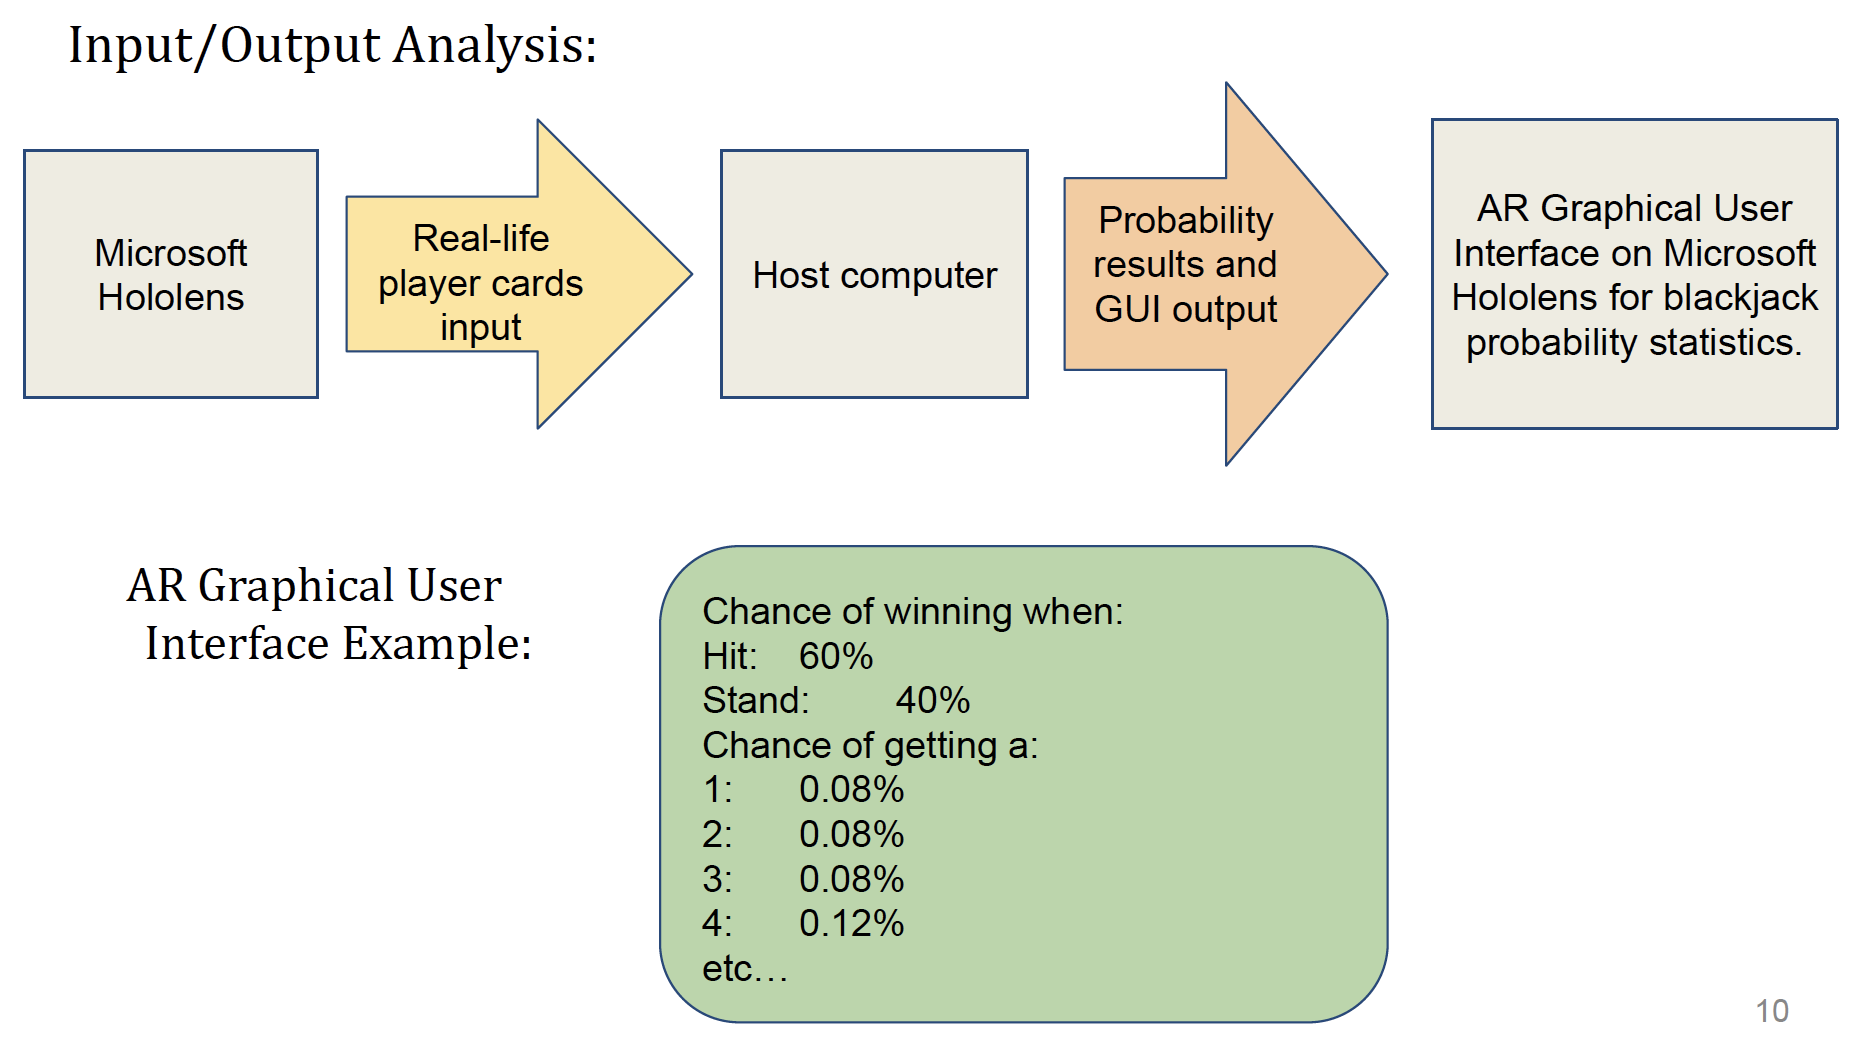 Input/Output Analysis:
Microsoft
Hololens
Real-life
player cards
input
Host computer
Probability
results and
GUI output
AR Graphical User
Interface on Microsoft
Hololens for blackjack
probability statistics.
AR Graphical User
Interface Example:
Chance of winning when:
Hit: 60%
Stand: 40%
Chance of getting a:
1: 0.08%
2: 0.08%
3: 0.08%
4: 0.12%
etc…
10